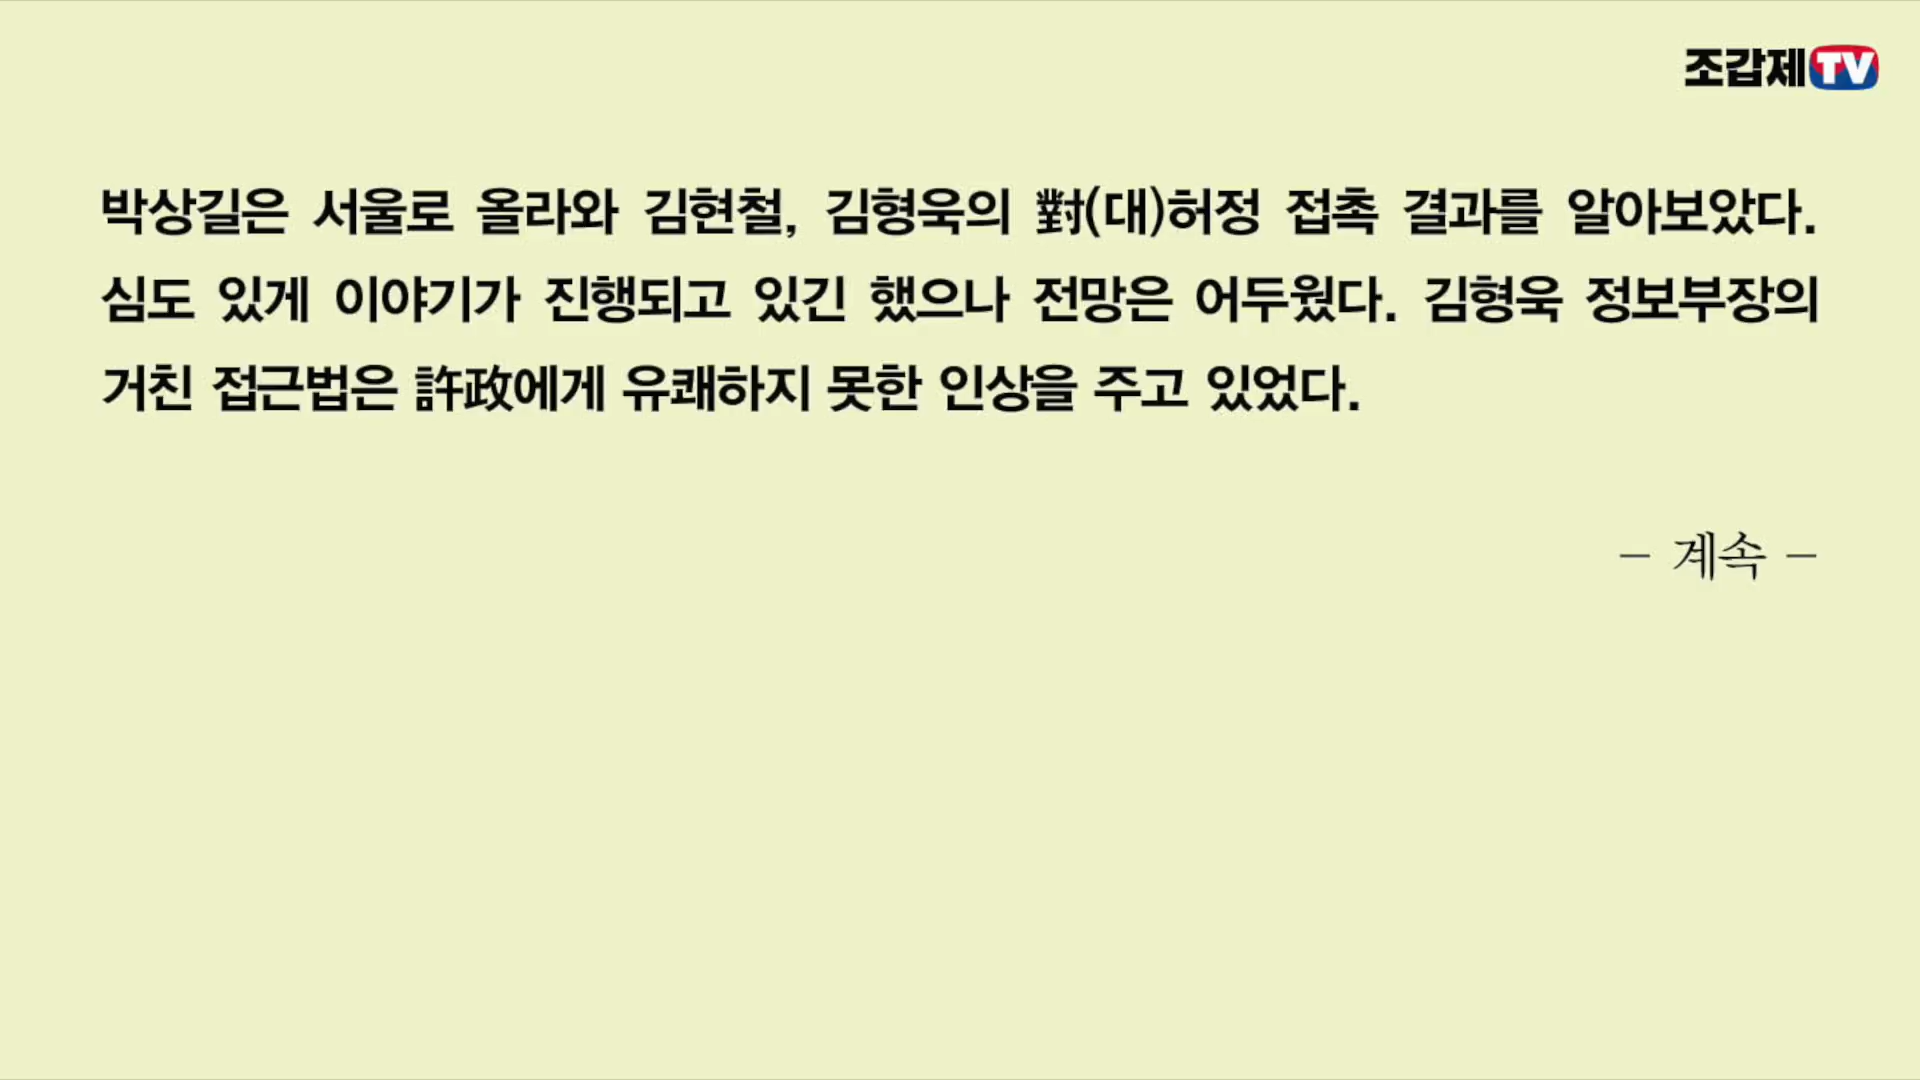 조갑제TV
박상길은 서울로 올라와 김현철, 김형욱의 對(대)허정 접촉 결과를 알아보았다.
심도 있게 이야기가 진행되고 있긴 했으나 전망은 어두웠다. 김형욱 정보부장의
거친 접근법은 許政에게 유쾌하지 못한 인상을 주고 있었다.
– 계속 –